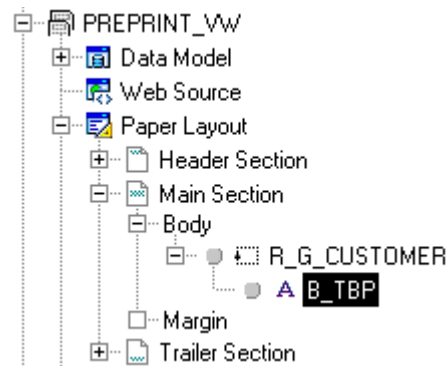 PREPRINT_VW
Data Model
Web Source
Paper Layout
Header Section
Main Section
Body
R_G_CUSTOMER
A B_TBP
Margin
Trailer Section